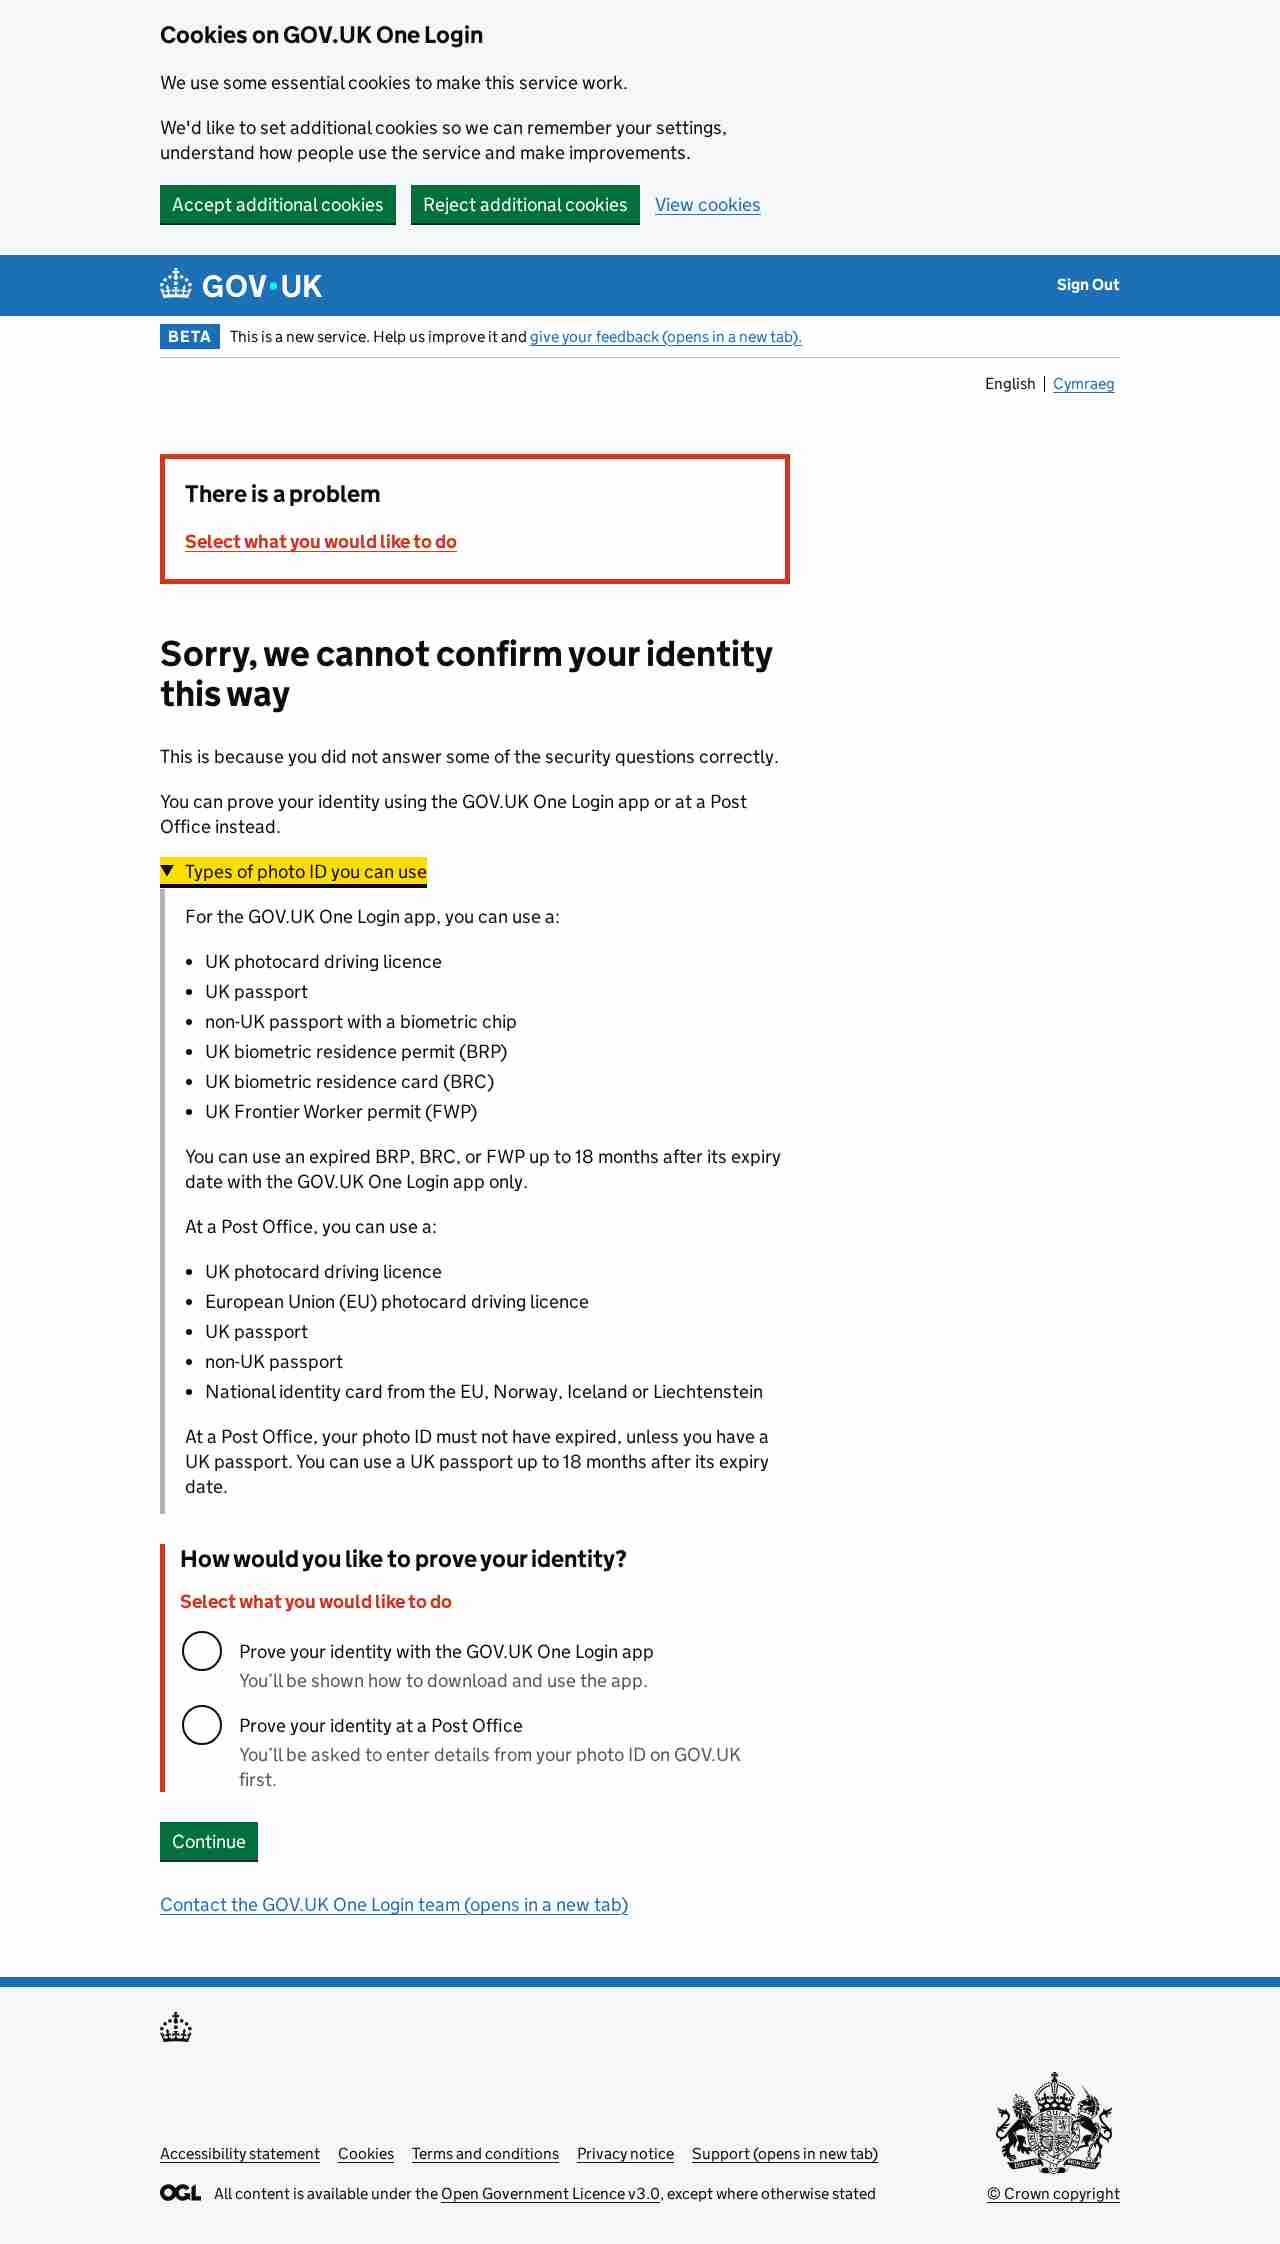 Cookies on GOV.UK One Login
We use some essential cookies to make this service work.
We'd like to set additional cookies so we can remember your settings,
understand how people use the service and make improvements.
Accept additional cookies Reject additional cookies View cookies
GOV·UK Sign Out
BETA This is a new service. Help us improve it and give your feedback (opens in a new tab).
English Cymraeg
There is a problem
Select what you would like to do
Sorry, we cannot confirm your identity
this way
This is because you did not answer some of the security questions correctly.
You can prove your identity using the GOV.UK One Login app or at a Post
Office instead.
Types of photo ID you can use
For the GOV.UK One Login app, you can use a:
• UK photocard driving licence
• UK passport
• non-UK passport with a biometric chip
• UK biometric residence permit (BRP)
• UK biometric residence card (BRC)
• UK Frontier Worker permit (FWP)
You can use an expired BRP, BRC, or FWP up to 18 months after its expiry
date with the GOV.UK One Login app only.
At a Post Office, you can use a:
• UK photocard driving licence
• European Union (EU) photocard driving licence
• UK passport
• non-UK passport
• National identity card from the EU, Norway, Iceland or Liechtenstein
At a Post Office, your photo ID must not have expired, unless you have a
UK passport. You can use a UK passport up to 18 months after its expiry
date.
How would you like to prove your identity?
Select what you would like to do
Prove your identity with the GOV.UK One Login app
You’ll be shown how to download and use the app.
Prove your identity at a Post Office
You’ll be asked to enter details from your photo ID on GOV.UK
first.
Continue
Contact the GOV.UK One Login team (opens in a new tab)
Accessibility statement Cookies Terms and conditions Privacy notice Support (opens in new tab)
OGL All content is available under the Open Government Licence v3.0, except where otherwise stated
© Crown copyright